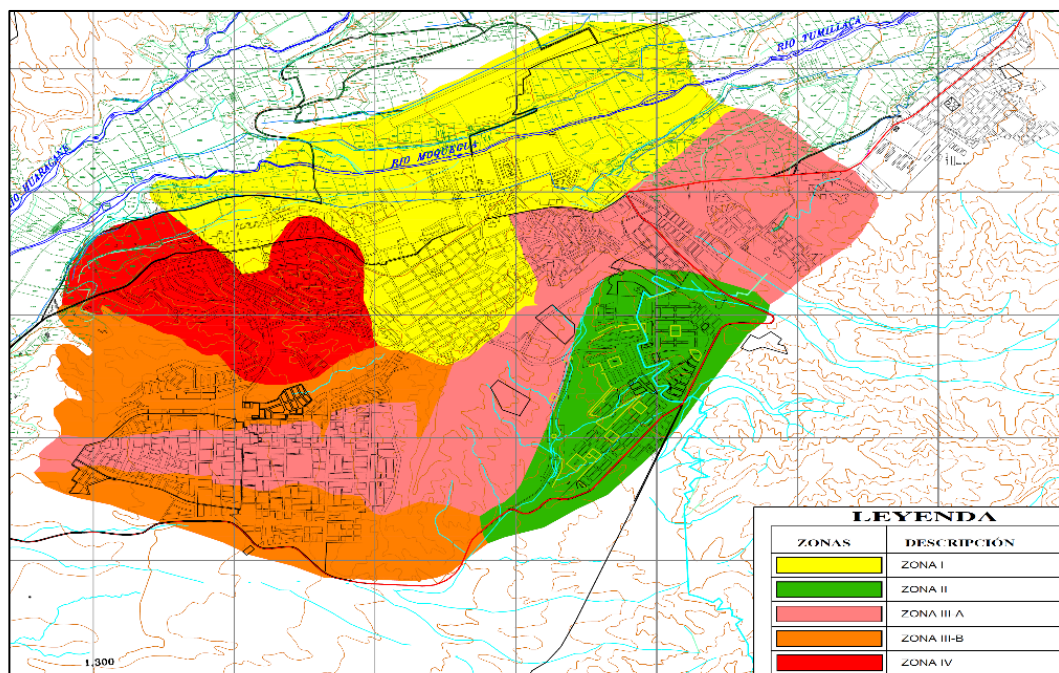 RIO TUMILLACA
RIO HUARACANE
RIO MOQUEGUA
1.300
LEYENDA
ZONAS DESCRIPCIÓN
ZONA I
ZONA II
ZONA III-A
ZONA III-B
ZONA IV